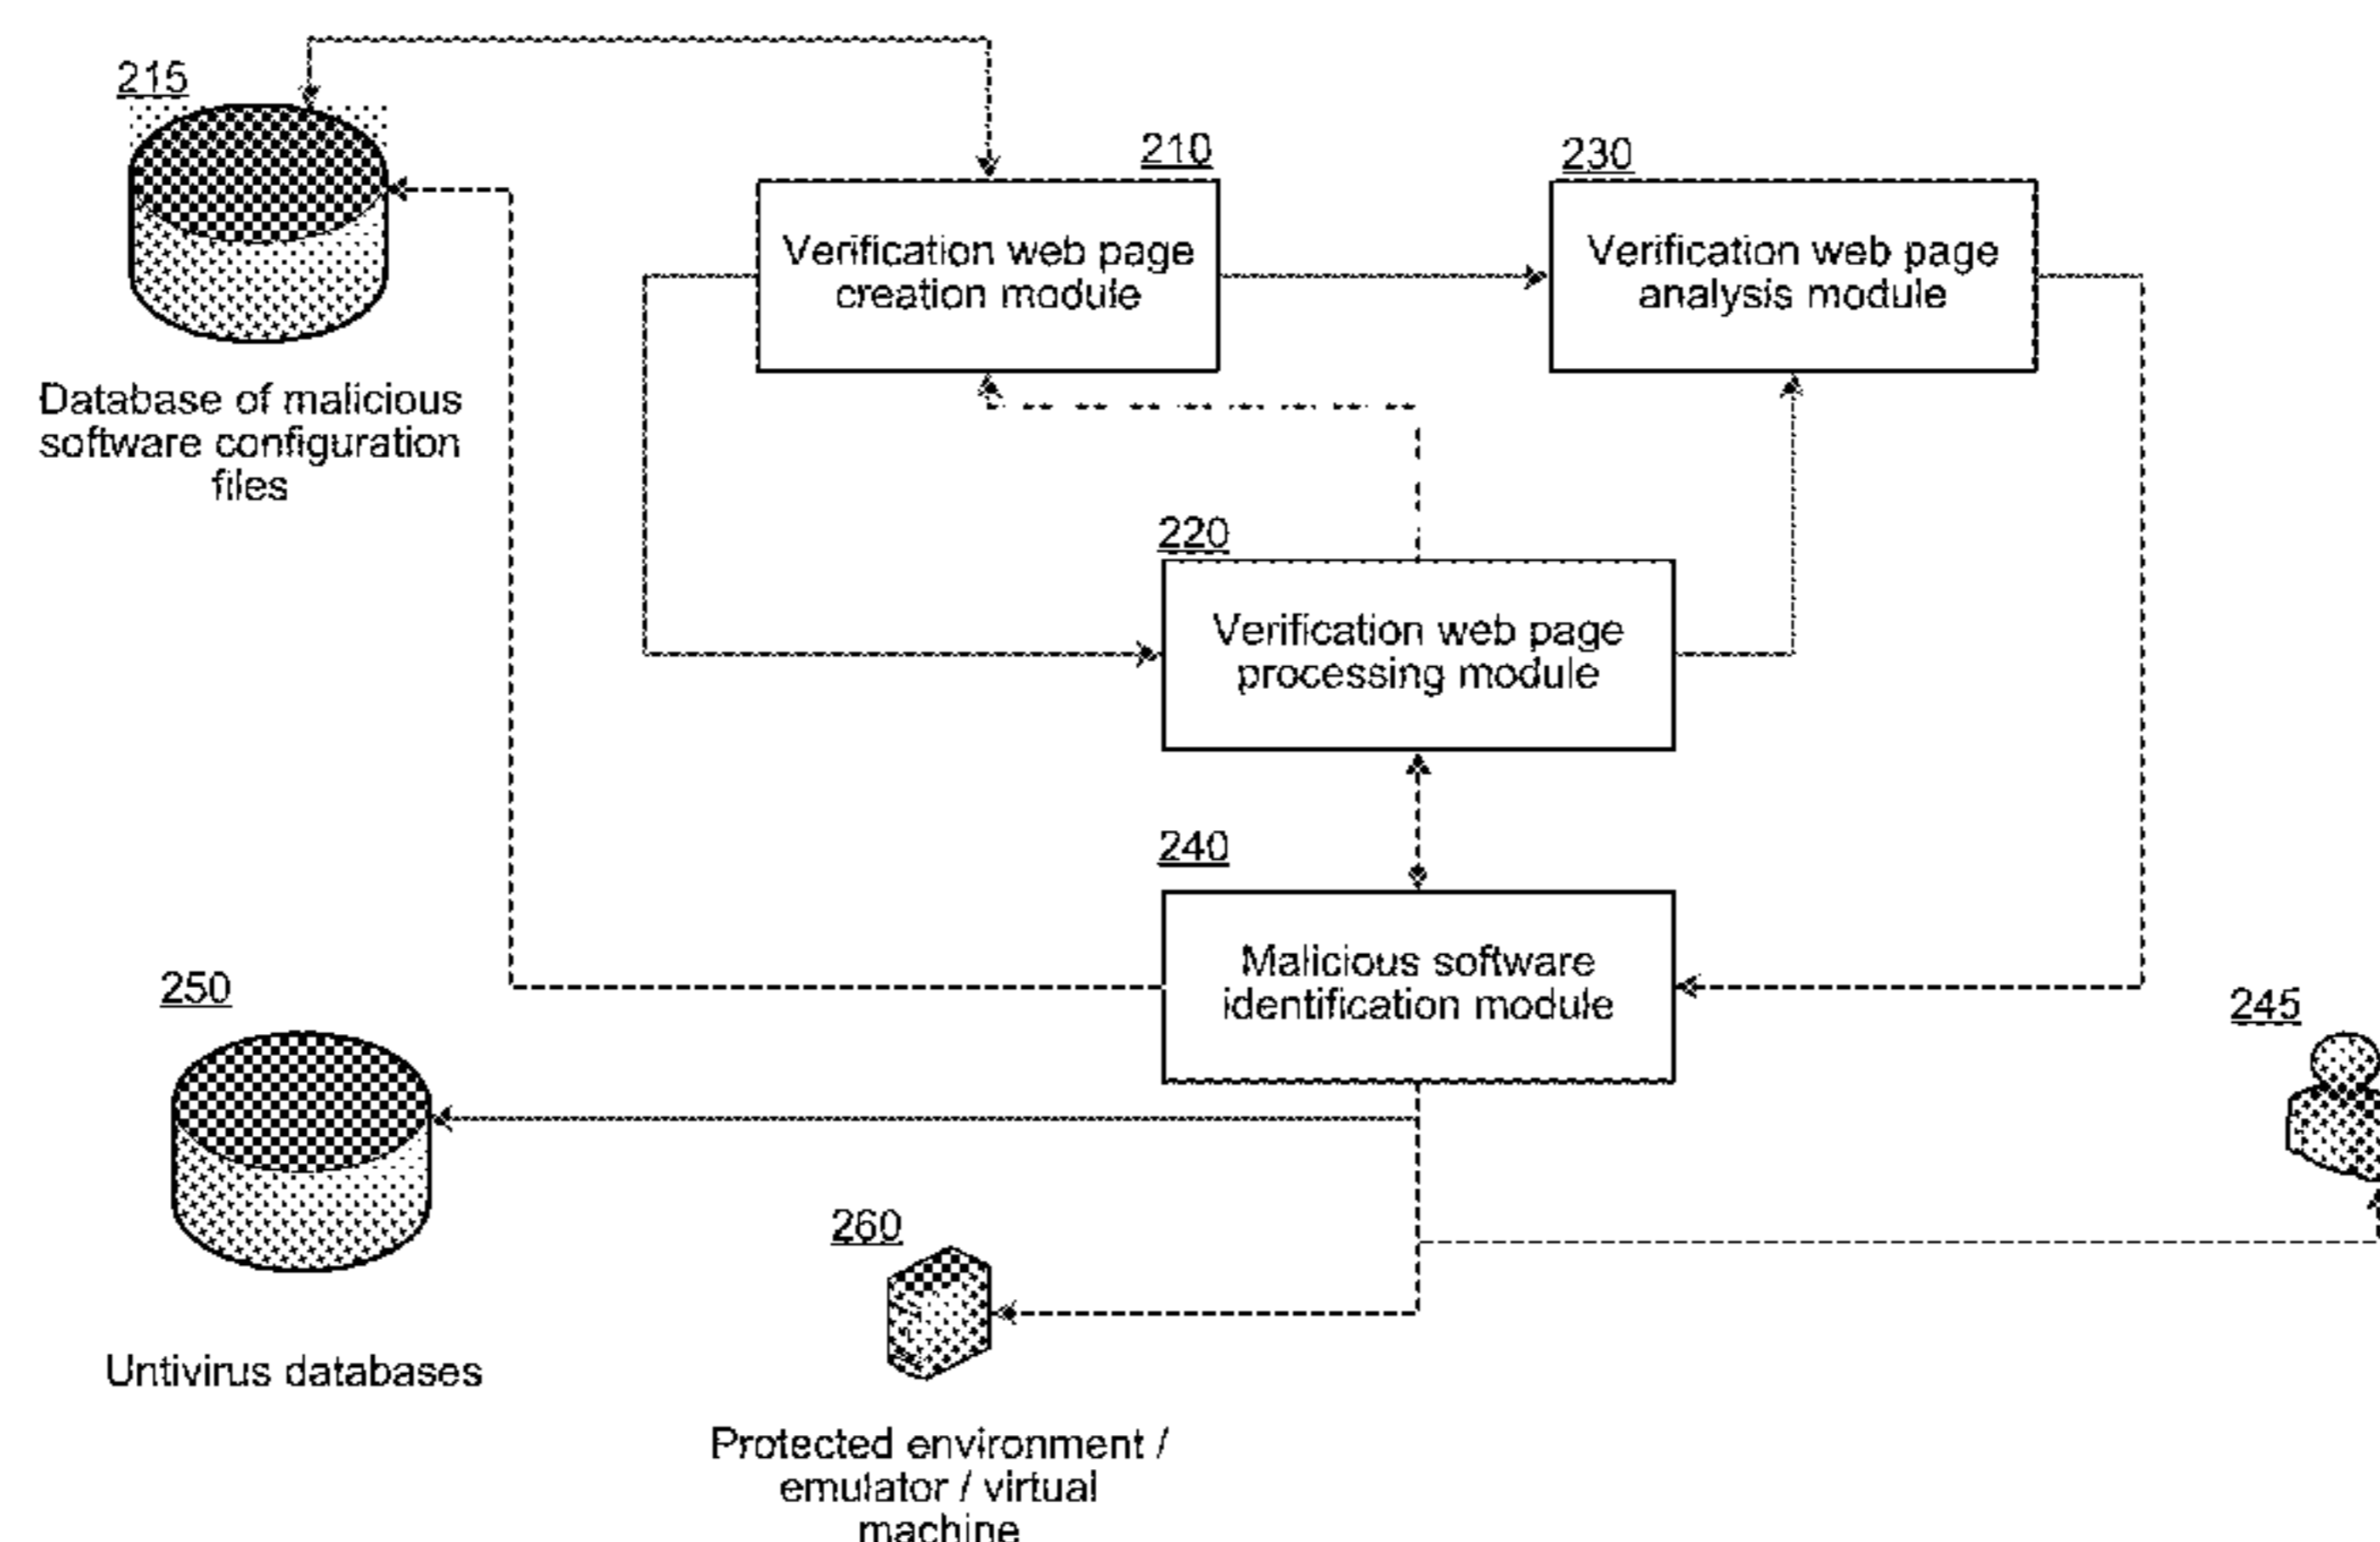 215
210
230
Verification web page
creation module
Verification web page
analysis module
Database of malicious
software configuration
files
220
Verification web page
processing module
240
Malicious software
identification module
250
245
Untivirus databases
260
Protected environment /
emulator / virtual
machine